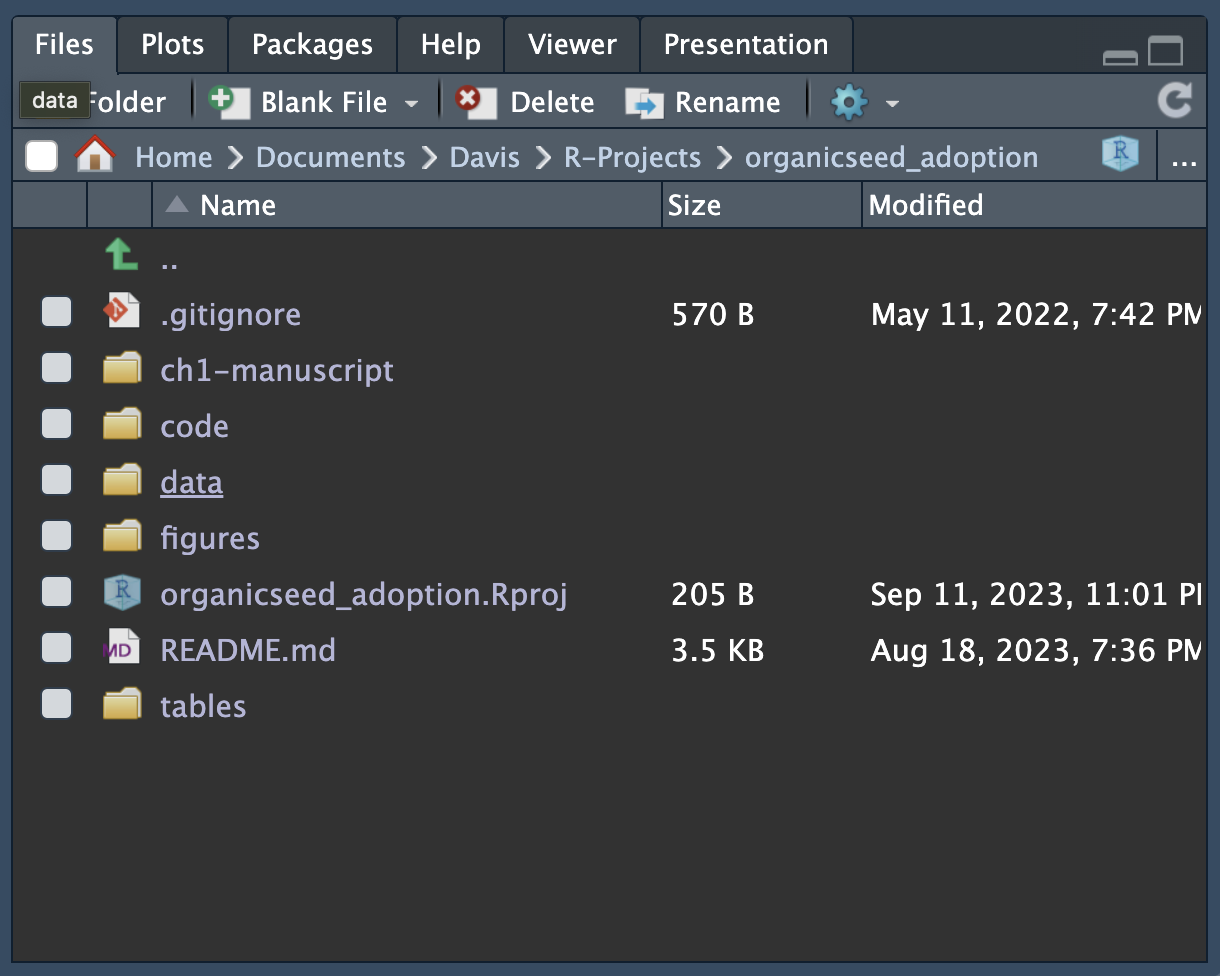 Files Plots Packages Help Viewer Presentation
data Folder Blank File Delete Rename
Home Documents Davis R-Projects organicseed_adoption R ...
Name Size Modified
..
.gitignore 570 B May 11, 2022, 7:42 PM
ch1-manuscript
code
data
figures
R organicseed_adoption.Rproj 205 B Sep 11, 2023, 11:01 PM
MD README.md 3.5 KB Aug 18, 2023, 7:36 PM
tables